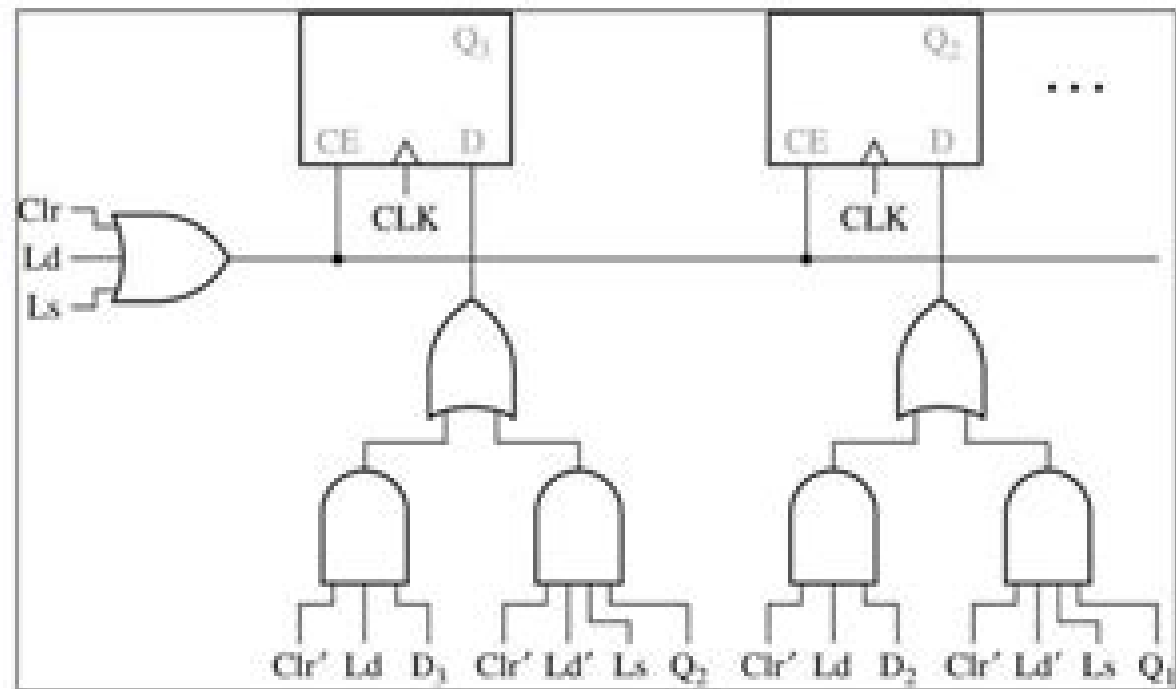 Q₃ Q₂
...
CE D CE D
Clr CLK CLK
Ld
Ls
Clr′ Ld D₃ Clr′ Ld′ Ls Q₂ Clr′ Ld D₂ Clr′ Ld′ Ls Q₁